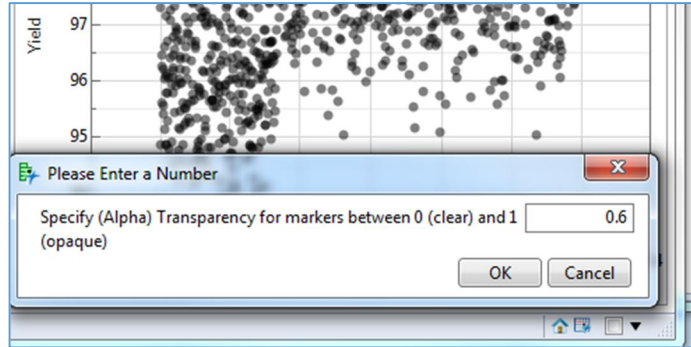 Yield
97
96
95
Please Enter a Number
Specify (Alpha) Transparency for markers between 0 (clear) and 1
(opaque)
0.6
OK
Cancel